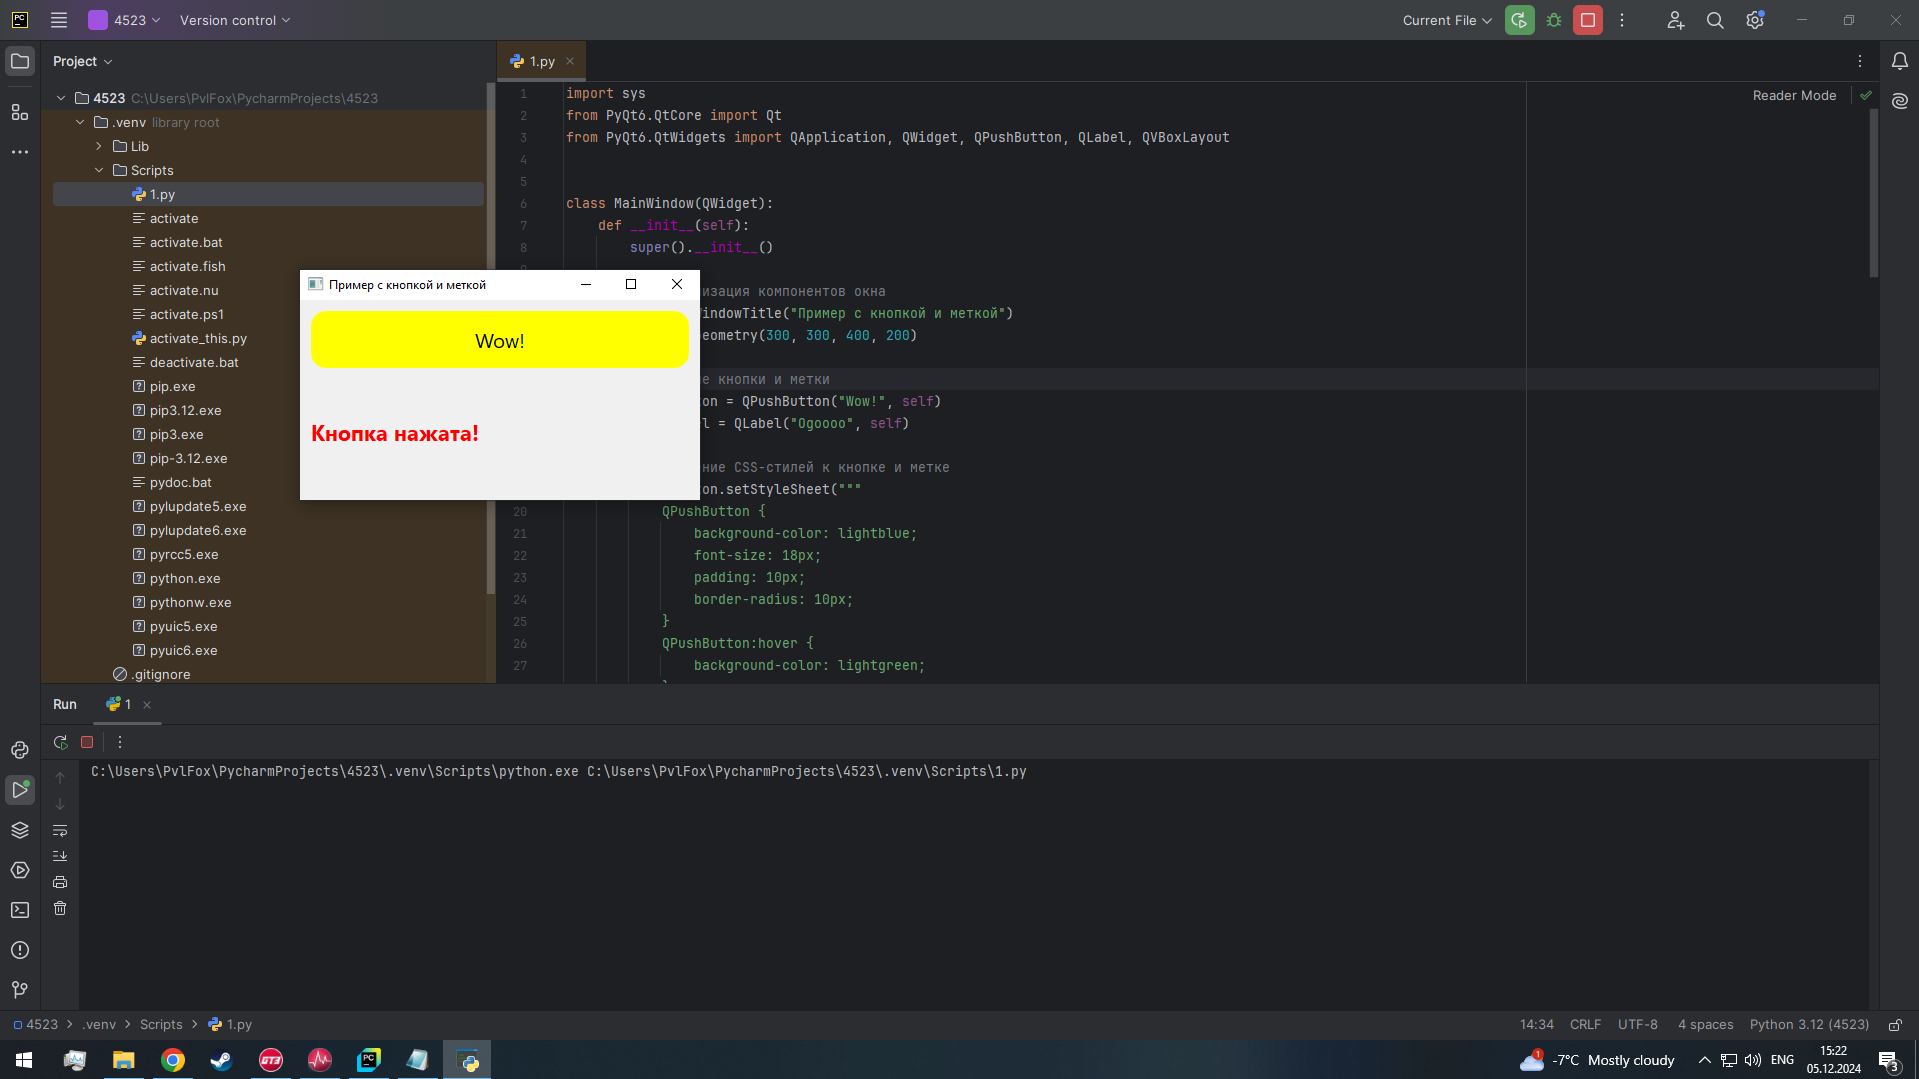 4523
Version control
Current File
Project
1.py
4523 C:\Users\PvlFox\PycharmProjects\4523
.venv library root
Lib
Scripts
1.py
activate
activate.bat
activate.fish
activate.nu
activate.ps1
activate_this.py
deactivate.bat
pip.exe
pip3.12.exe
pip3.exe
pip-3.12.exe
pydoc.bat
pylupdate5.exe
pylupdate6.exe
pyrcc5.exe
python.exe
pythonw.exe
pyuic5.exe
pyuic6.exe
.gitignore
Reader Mode
1 import sys
2 from PyQt6.QtCore import Qt
3 from PyQt6.QtWidgets import QApplication, QWidget, QPushButton, QLabel, QVBoxLayout
4
5
6 class MainWindow(QWidget):
7 def __init__(self):
8 super().__init__()
изация компонентов окна
indowTitle("Пример с кнопкой и меткой")
eometry(300, 300, 400, 200)
е кнопки и метки
on = QPushButton("Wow!", self)
l = QLabel("Ogoooo", self)
ние CSS-стилей к кнопке и метке
on.setStyleSheet("""
20 QPushButton {
21 background-color: lightblue;
22 font-size: 18px;
23 padding: 10px;
24 border-radius: 10px;
25 }
26 QPushButton:hover {
27 background-color: lightgreen;
Пример с кнопкой и меткой
Wow!
Кнопка нажата!
Run
1
C:\Users\PvlFox\PycharmProjects\4523\.venv\Scripts\python.exe C:\Users\PvlFox\PycharmProjects\4523\.venv\Scripts\1.py
4523 > .venv > Scripts > 1.py
14:34 CRLF UTF-8 4 spaces Python 3.12 (4523)
-7°C Mostly cloudy
ENG
15:22
05.12.2024
3